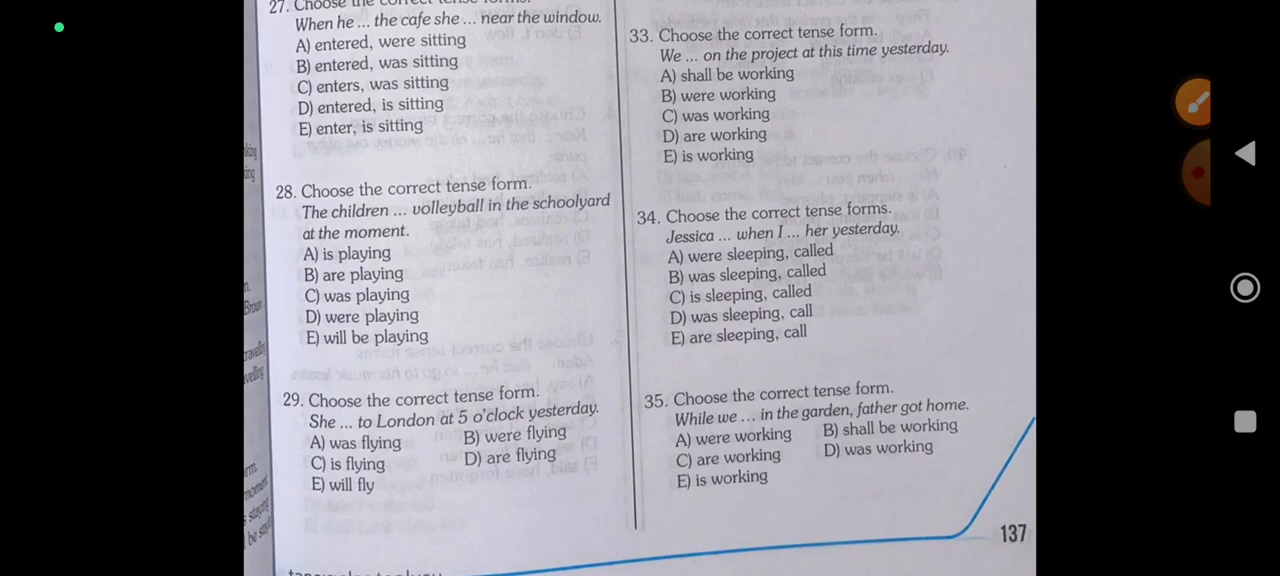 27. Choose the correct tense forms.
When he ... the cafe she ... near the window.
A) entered, were sitting
B) entered, was sitting
C) enters, was sitting
D) entered, is sitting
E) enter, is sitting
28. Choose the correct tense form.
The children ... volleyball in the schoolyard
at the moment.
A) is playing
B) are playing
C) was playing
D) were playing
E) will be playing
29. Choose the correct tense form.
She ... to London at 5 o'clock yesterday.
A) was flying B) were flying
C) is flying D) are flying
E) will fly
33. Choose the correct tense form.
We ... on the project at this time yesterday.
A) shall be working
B) were working
C) was working
D) are working
E) is working
34. Choose the correct tense forms.
Jessica ... when I ... her yesterday.
A) were sleeping, called
B) was sleeping, called
C) is sleeping, called
D) was sleeping, call
E) are sleeping, call
35. Choose the correct tense form.
While we ... in the garden, father got home.
A) were working B) shall be working
C) are working D) was working
E) is working
137